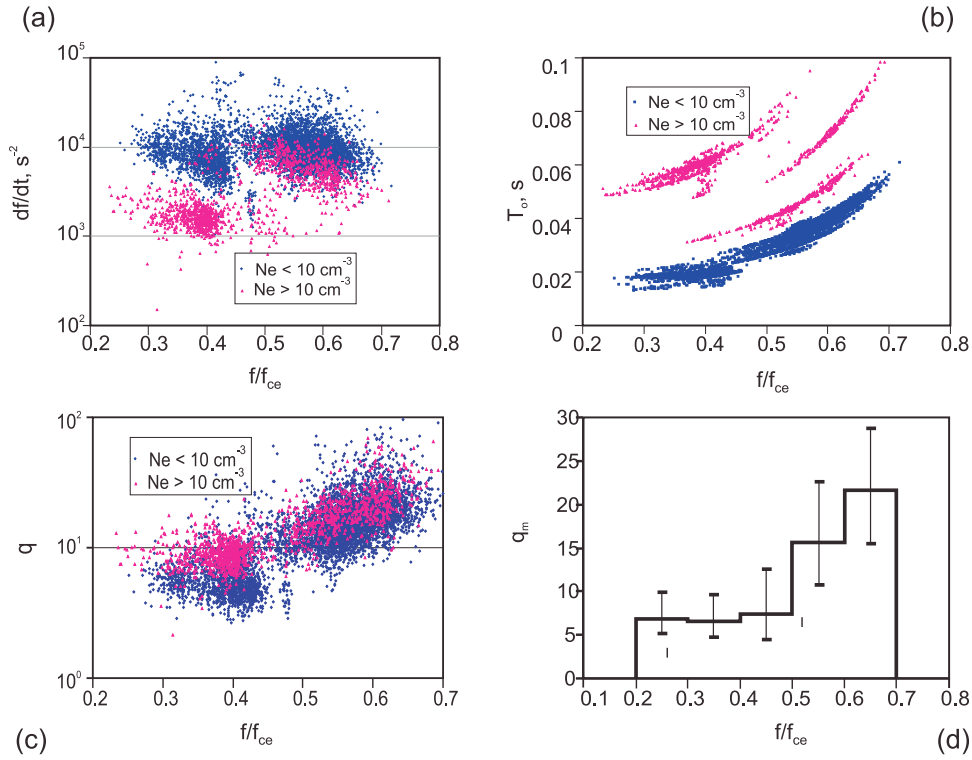 (a)
(b)
10^5
10^4
10^3
10^2
df/dt, s^-2
Ne < 10 cm^-3
Ne > 10 cm^-3
0.2 0.3 0.4 0.5 0.6 0.7 0.8
f/f_ce
0.1
0.08
0.06
0.04
0.02
0
T_o, s
Ne < 10 cm^-3
Ne > 10 cm^-3
0.2 0.3 0.4 0.5 0.6 0.7 0.8
f/f_ce
10^2
10^1
10^0
q
Ne < 10 cm^-3
Ne > 10 cm^-3
0.2 0.3 0.4 0.5 0.6 0.7
f/f_ce
(c)
30
25
20
15
10
5
0
q_m
0.1 0.2 0.3 0.4 0.5 0.6 0.7 0.8
f/f_ce
(d)